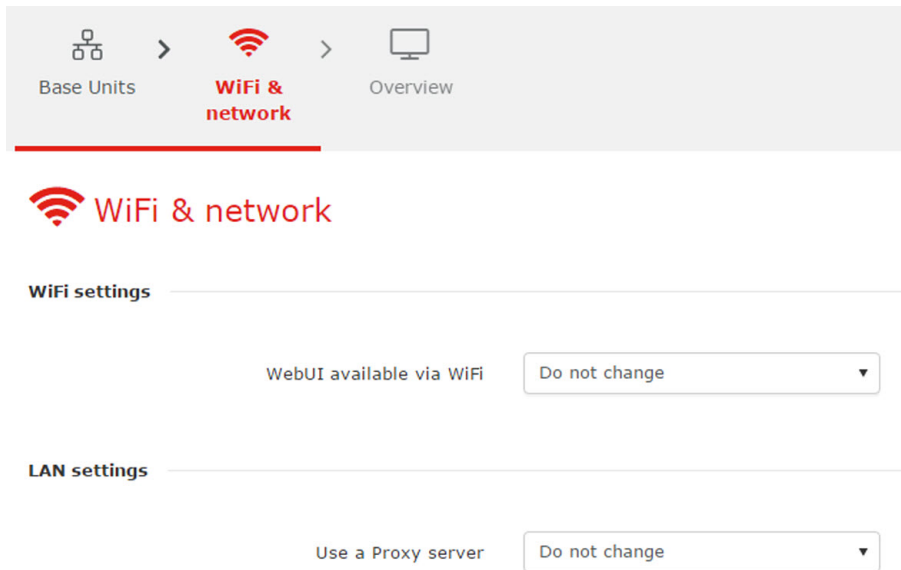 Base Units
WiFi &
network
Overview
WiFi & network
WiFi settings
WebUI available via WiFi
Do not change
LAN settings
Use a Proxy server
Do not change